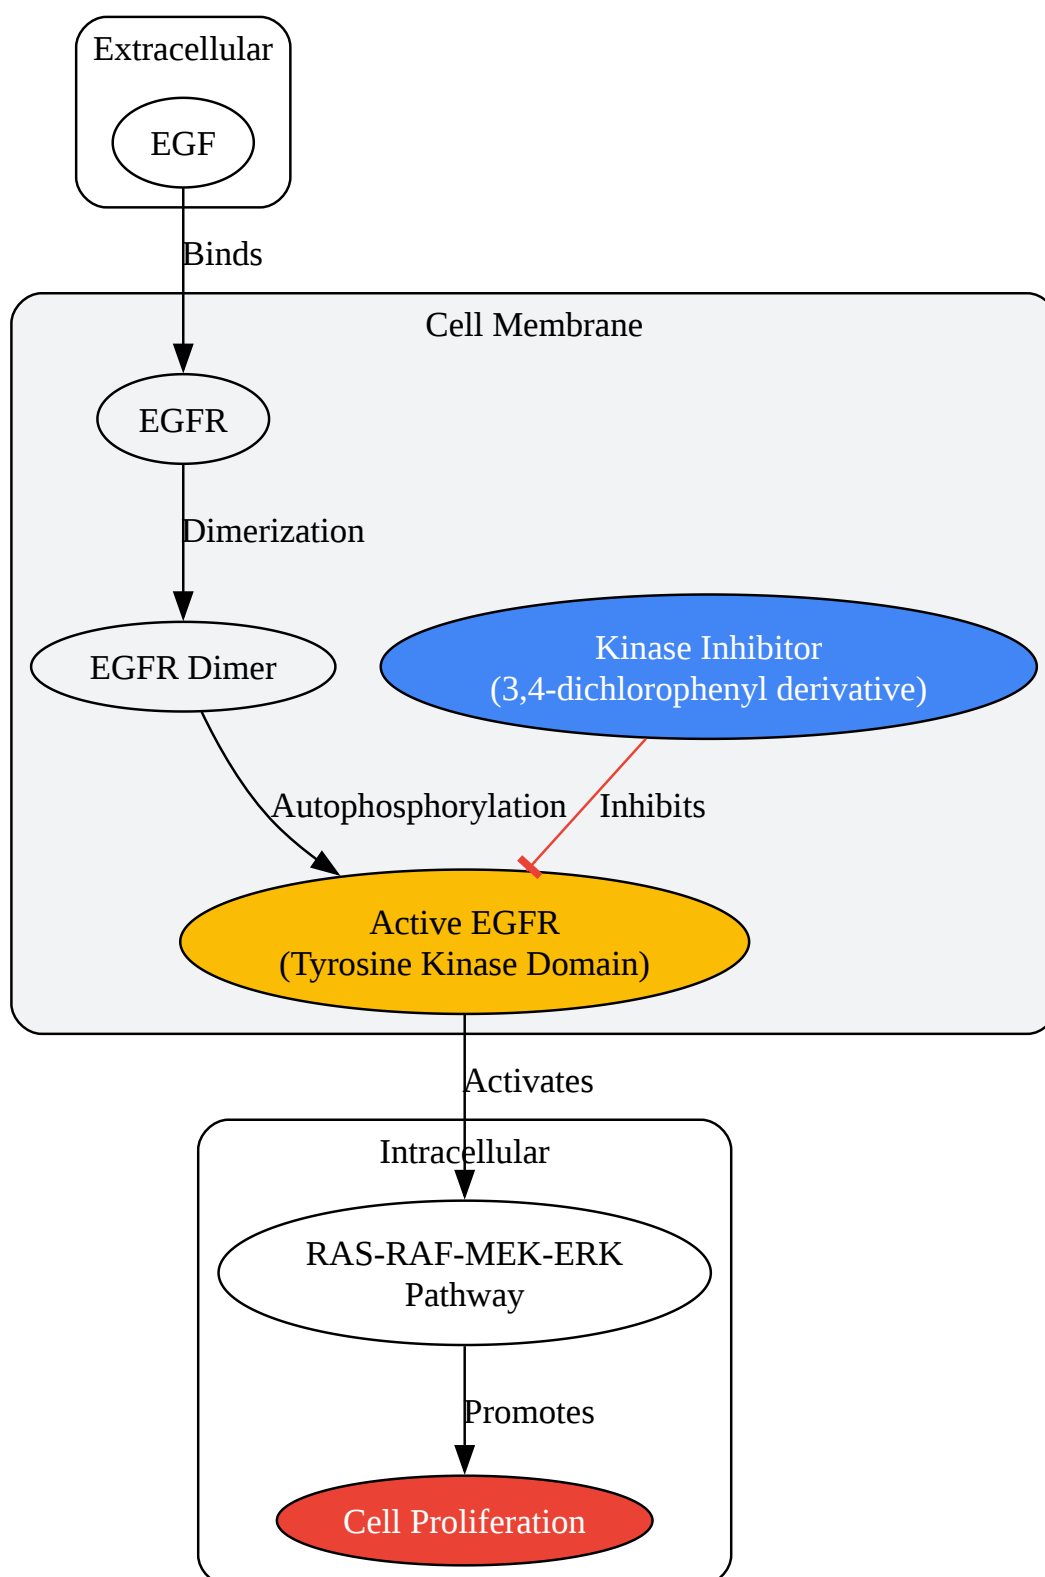 Extracellular
EGF
Binds
Cell Membrane
EGFR
Dimerization
EGFR Dimer
Kinase Inhibitor
(3,4-dichlorophenyl derivative)
Autophosphorylation
Inhibits
Active EGFR
(Tyrosine Kinase Domain)
Activates
Intracellular
RAS-RAF-MEK-ERK
Pathway
Promotes
Cell Proliferation